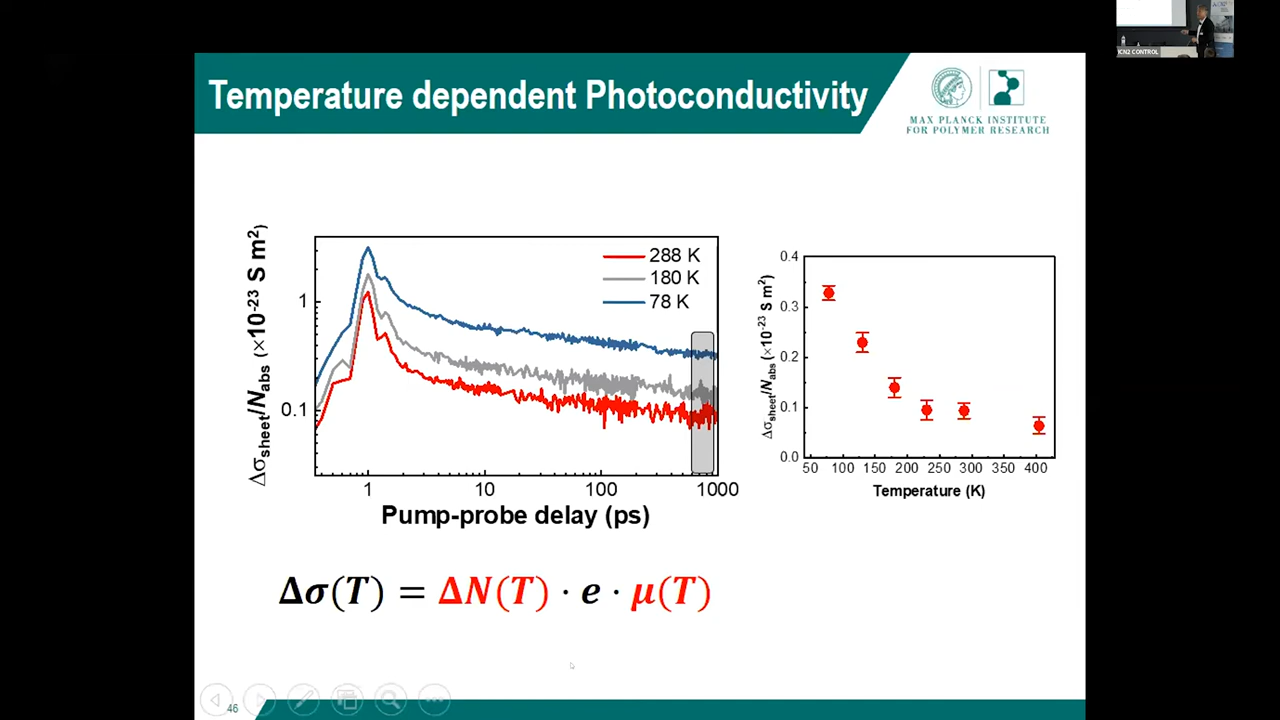 ICN2 CONTROL
Temperature dependent Photoconductivity
MAX PLANCK INSTITUTE
FOR POLYMER RESEARCH
Δσsheet/Nabs (×10-23 S m2)
1
0.1
288 K
180 K
78 K
1
10
100
1000
Pump-probe delay (ps)
Δσsheet/Nabs (×10-23 S m2)
0.4
0.3
0.2
0.1
0.0
50
100
150
200
250
300
350
400
Temperature (K)
Δσ(T) = ΔN(T) · e · μ(T)
46